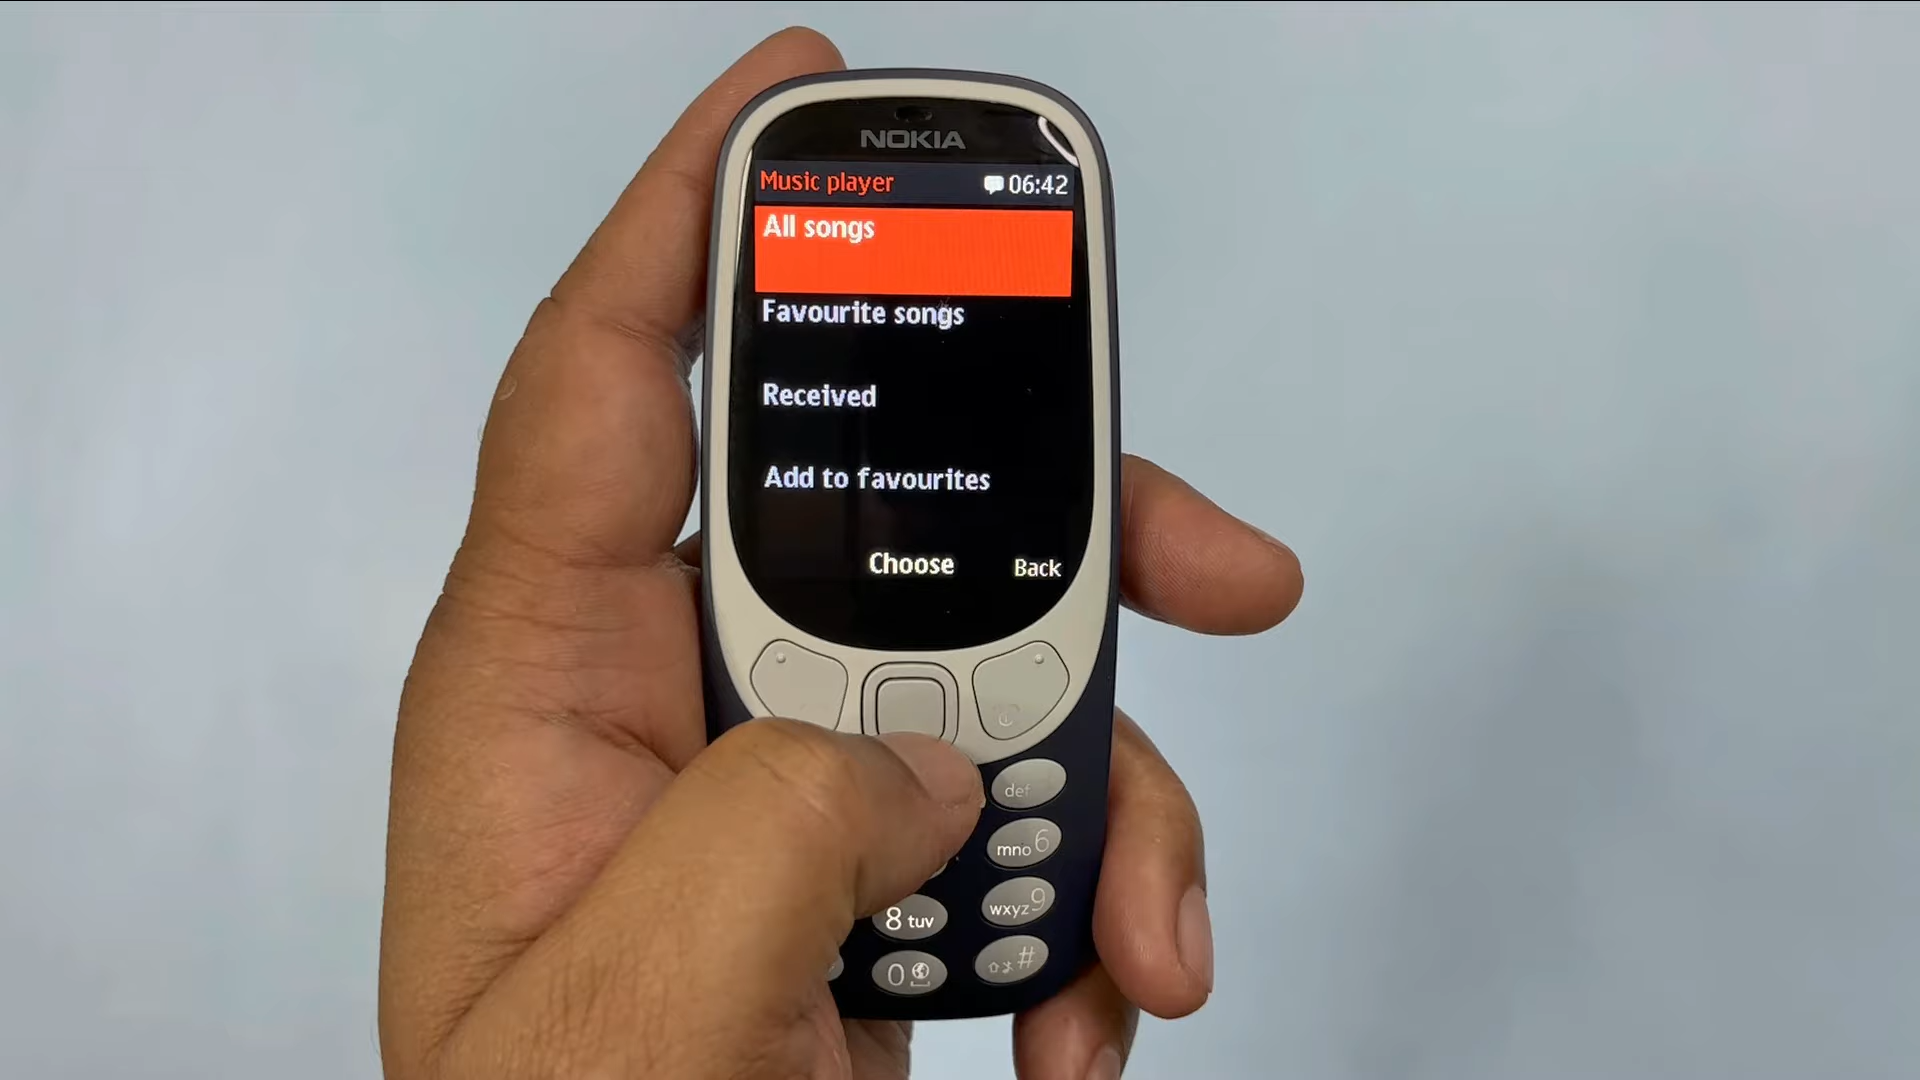 NOKIA
Music player 06:42
All songs
Favourite songs
Received
Add to favourites
Choose Back
def
mno 6
8 tuv wxyz 9
0 #